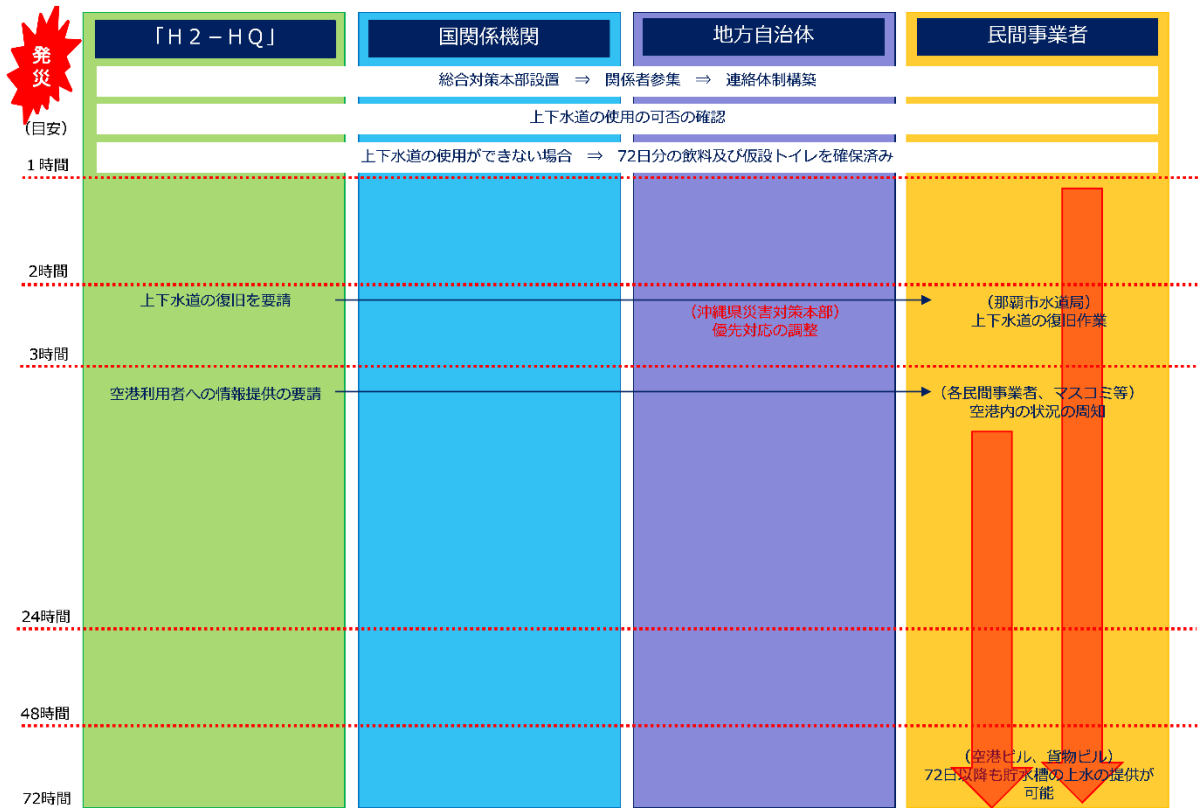 発災
「H2-HQ」
国関係機関
地方自治体
民間事業者
総合対策本部設置 ⇒ 関係者参集 ⇒ 連絡体制構築
上下水道の使用の可否の確認
(目安)
上下水道の使用ができない場合 ⇒ 72日分の飲料及び仮設トイレを確保済み
1時間
2時間
上下水道の復旧を要請
(沖縄県災害対策本部)
優先対応の調整
(那覇市水道局)
上下水道の復旧作業
3時間
空港利用者への情報提供の要請
(各民間事業者、マスコミ等)
空港内の状況の周知
24時間
48時間
(空港ビル、貨物ビル)
72日以降も貯水槽の上水の提供が
可能
72時間